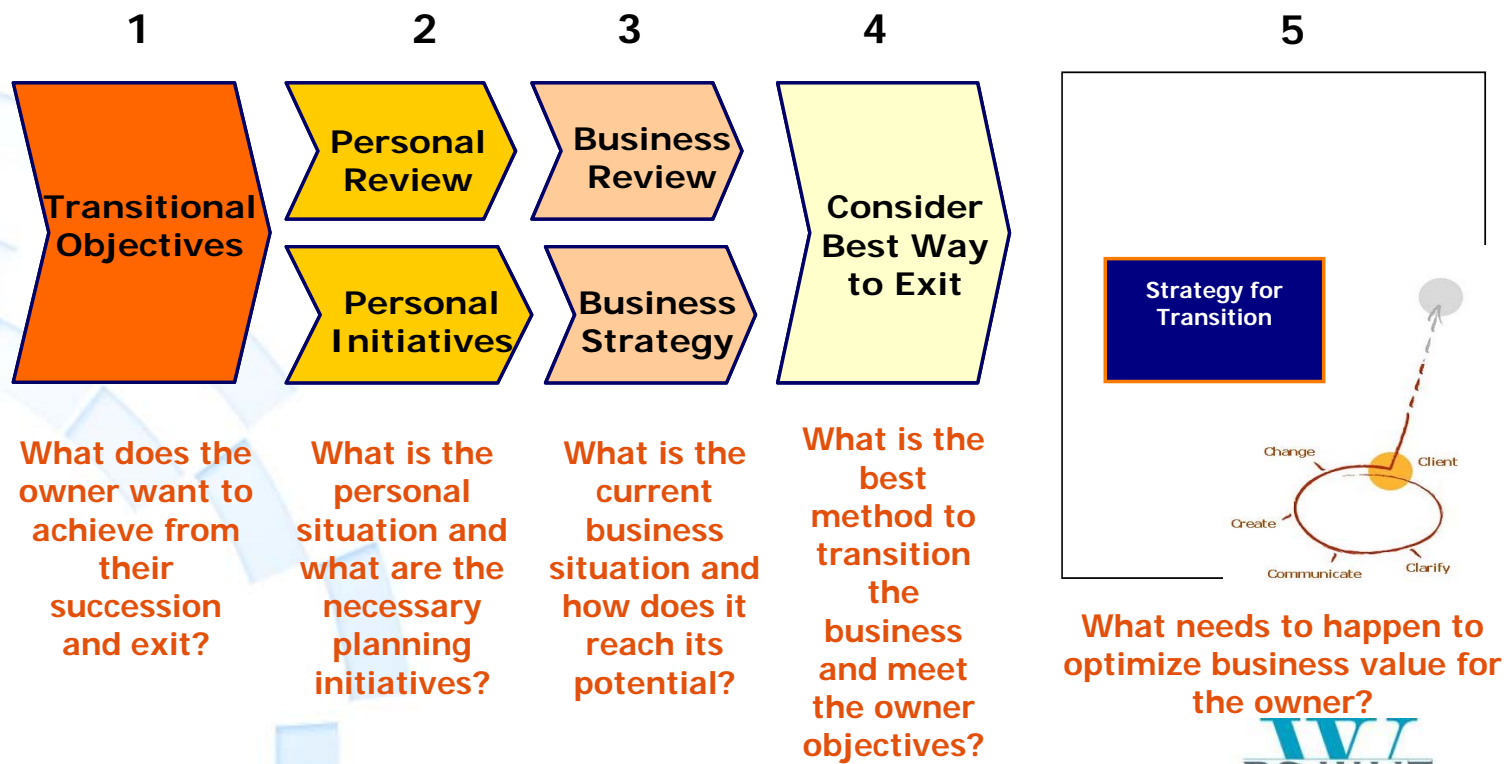 1
2
3
4
5
Transitional
Objectives
Personal
Review
Personal
Initiatives
Business
Review
Business
Strategy
Consider
Best Way
to Exit
Strategy for
Transition
Change
Client
Create
Communicate
Clarify
What does the
owner want to
achieve from
their
succession
and exit?
What is the
personal
situation and
what are the
necessary
planning
initiatives?
What is the
current
business
situation and
how does it
reach its
potential?
What is the
best
method to
transition
the
business
and meet
the owner
objectives?
What needs to happen to
optimize business value for
the owner?
W